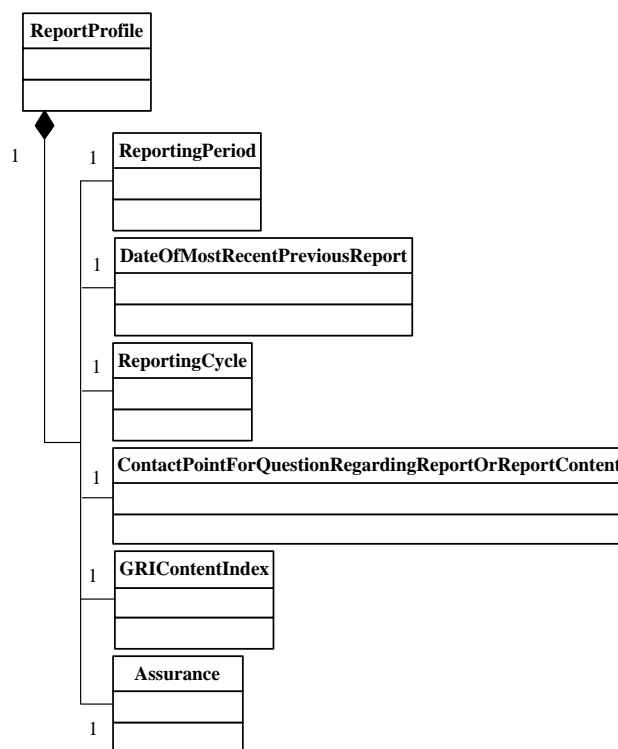 ReportProfile
1
1
ReportingPeriod
DateOfMostRecentPreviousReport
1
ReportingCycle
1
ContactPointForQuestionRegardingReportOrReportContent
1
GRIContentIndex
1
Assurance
1